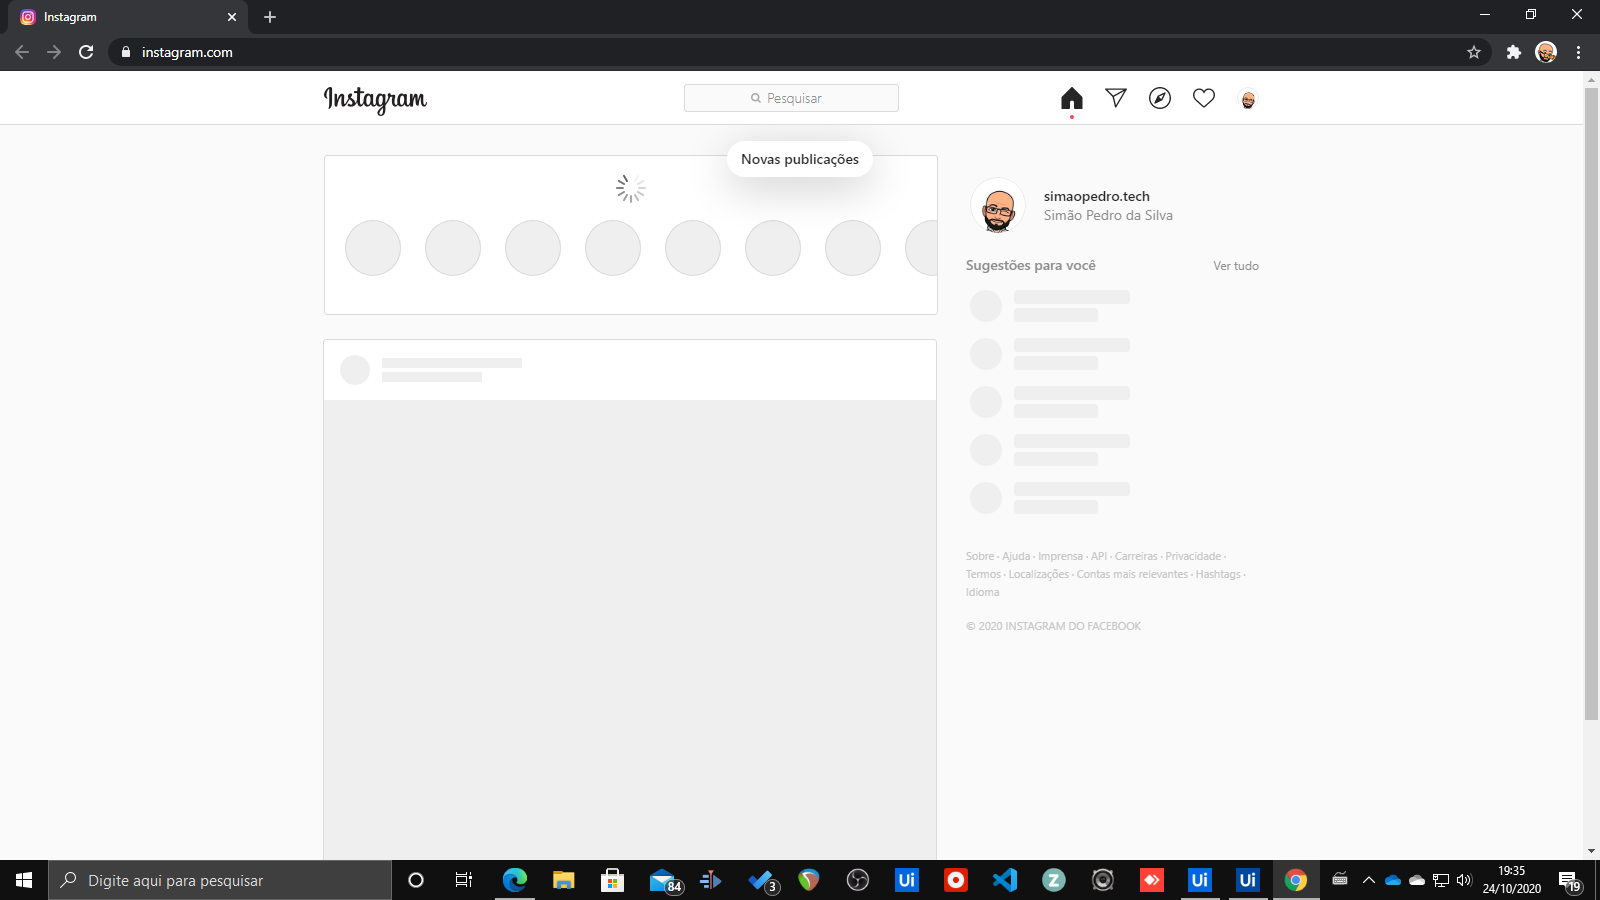 Instagram
instagram.com
Instagram
Pesquisar
Novas publicações
simaopedro.tech
Simão Pedro da Silva
Sugestões para você
Ver tudo
Sobre · Ajuda · Imprensa · API · Carreiras · Privacidade ·
Termos · Localizações · Contas mais relevantes · Hashtags ·
Idioma
© 2020 INSTAGRAM DO FACEBOOK
Digite aqui para pesquisar
84
3
Ui
Z
Ui
Ui
19:35
24/10/2020
19